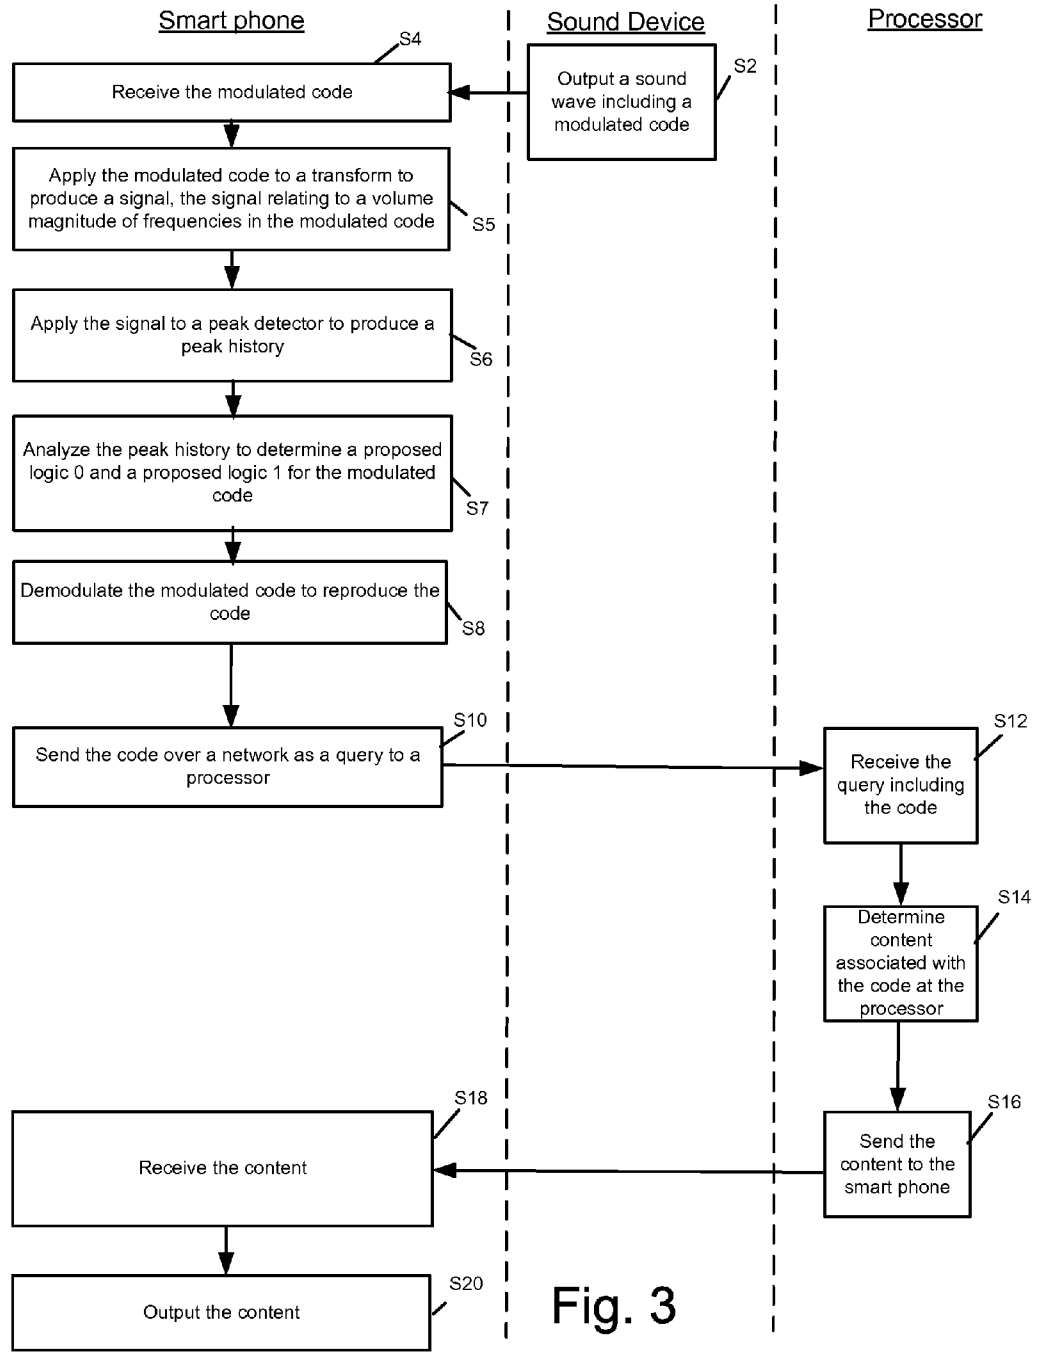 Smart phone
Sound Device
Processor
S4
Receive the modulated code
S2
Output a sound
wave including a
modulated code
Apply the modulated code to a transform to
produce a signal, the signal relating to a volume
magnitude of frequencies in the modulated code
S5
Apply the signal to a peak detector to produce a
peak history
S6
Analyze the peak history to determine a proposed
logic 0 and a proposed logic 1 for the modulated
code
S7
Demodulate the modulated code to reproduce the
code
S8
S10
Send the code over a network as a query to a
processor
S12
Receive the
query including
the code
S14
Determine
content
associated with
the code at the
processor
S16
Send the
content to the
smart phone
S18
Receive the content
S20
Output the content
Fig. 3